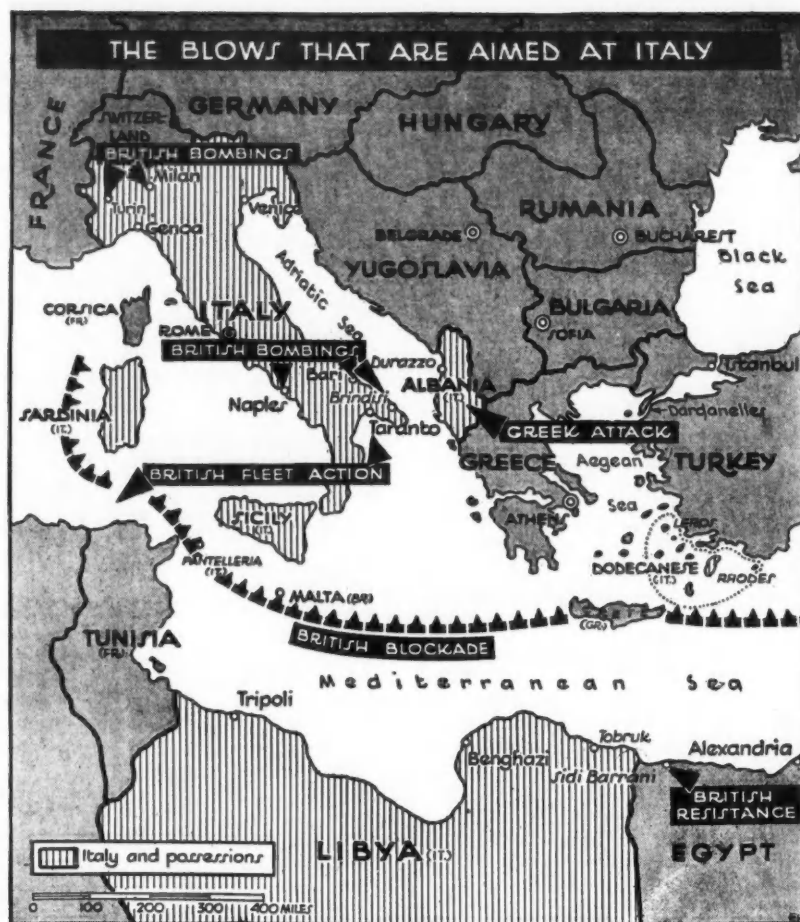 THE BLOWS THAT ARE AIMED AT ITALY
FRANCE
SWITZER-
LAND
GERMANY
HUNGARY
BRITISH BOMBINGS
Milan
Turin
Venice
Genoa
RUMANIA
BELGRADE
BUCHAREST
YUGOSLAVIA
Black
Sea
Adriatic Sea
CORSICA
(FR)
ITALY
ROME
BULGARIA
SOFIA
BRITISH BOMBINGS
Durazzo
Istanbul
Bari
ALBANIA
(IT.)
Naples
Brindisi
Dardanelles
SARDINIA
(IT.)
Taranto
GREEK ATTACK
BRITISH FLEET ACTION
GREECE
Aegean
Sea
TURKEY
SICILY
(IT.)
ATHENS
LEROS
PANTELLERIA
(IT.)
DODECANESE
(IT.)
RHODES
MALTA (BR)
TUNISIA
(FR)
BRITISH BLOCKADE
(GR)
Mediterranean Sea
Tripoli
Benghazi
Tobruk
Sidi Barrani
Alexandria
BRITISH
RESISTANCE
Italy and possessions
LIBYA (IT.)
EGYPT
0 100 200 300 400 MILES